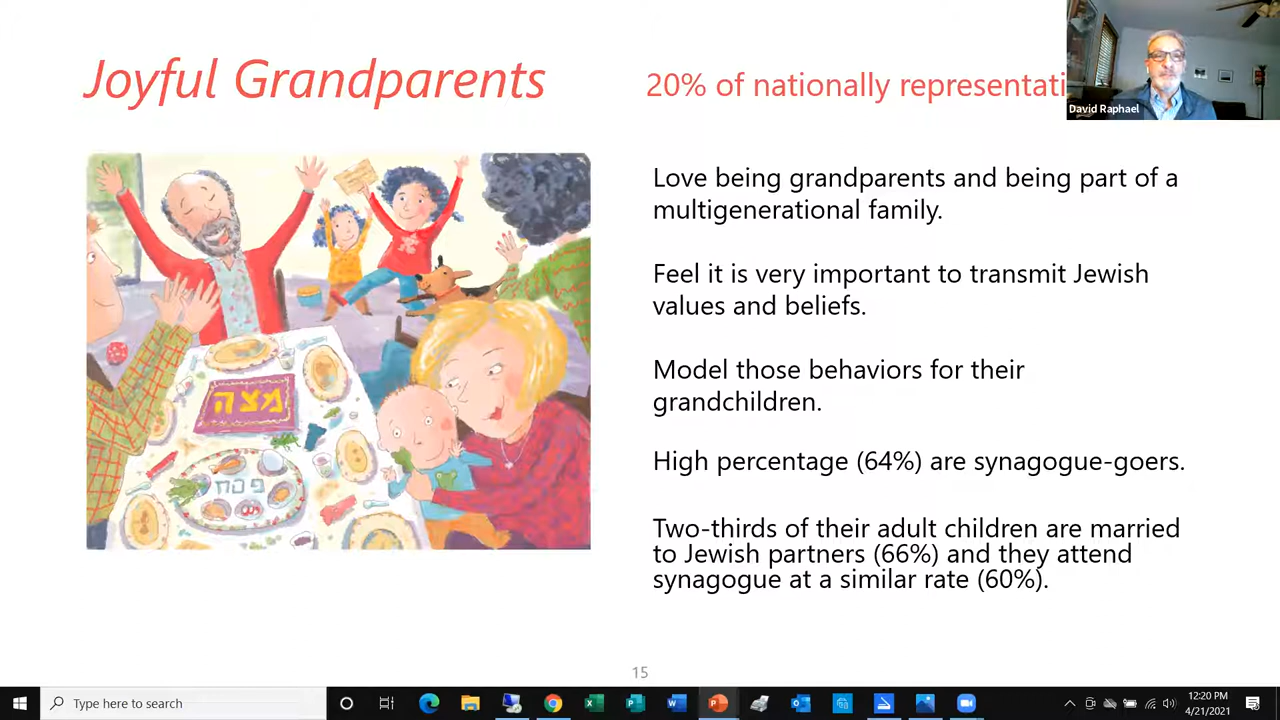 Joyful Grandparents
20% of nationally representati
David Raphael
Love being grandparents and being part of a
multigenerational family.
Feel it is very important to transmit Jewish
values and beliefs.
Model those behaviors for their
grandchildren.
High percentage (64%) are synagogue-goers.
Two-thirds of their adult children are married
to Jewish partners (66%) and they attend
synagogue at a similar rate (60%).
מצה
פסח
15
Type here to search
12:20 PM
4/21/2021